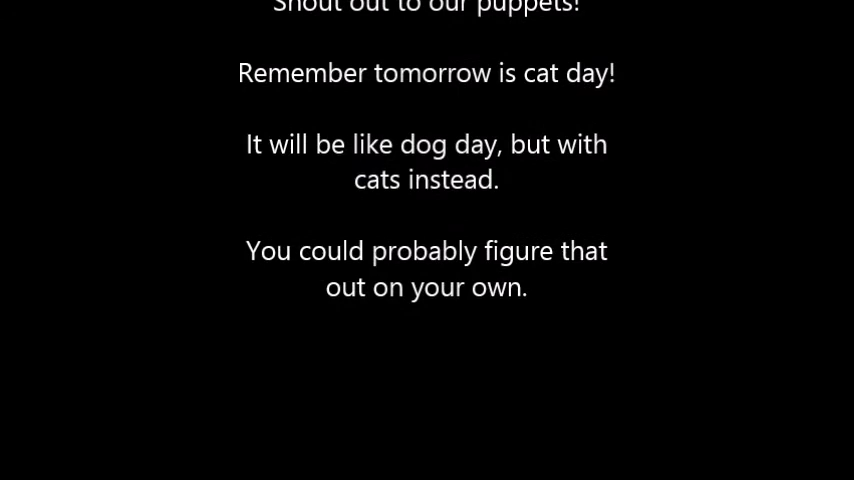 Shout out to our puppets!
Remember tomorrow is cat day!
It will be like dog day, but with
cats instead.
You could probably figure that
out on your own.